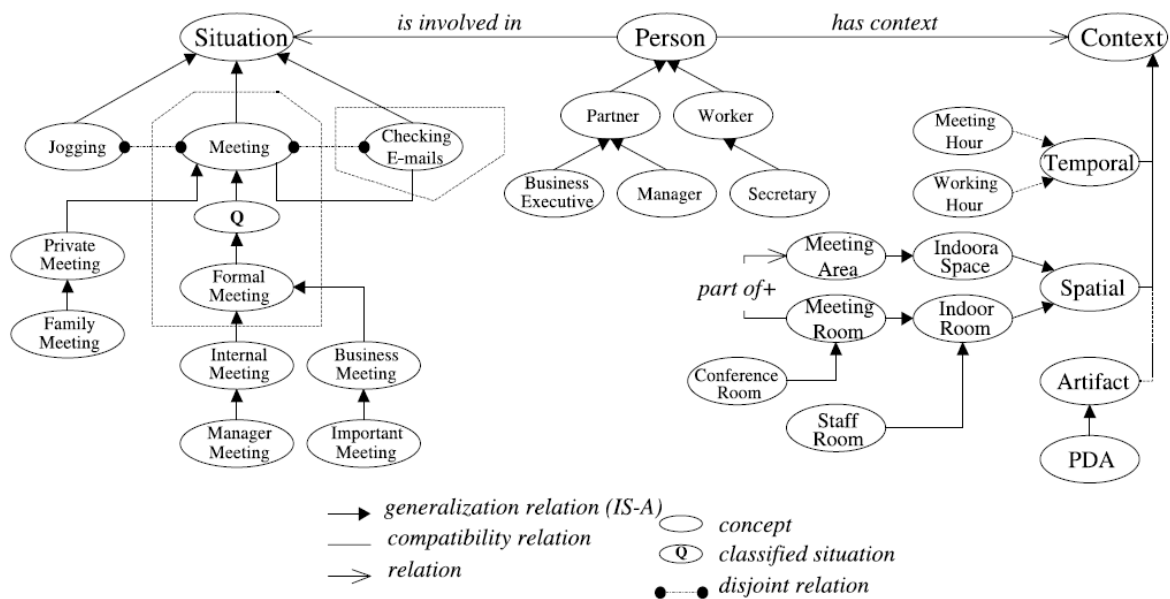 Situation
is involved in
Person
has context
Context
Jogging
Meeting
Checking
E-mails
Partner
Worker
Meeting
Hour
Temporal
Working
Hour
Business
Executive
Manager
Secretary
Q
Private
Meeting
Formal
Meeting
Family
Meeting
Meeting
Area
Indoora
Space
part of+
Spatial
Meeting
Room
Indoor
Room
Internal
Meeting
Business
Meeting
Conference
Room
Artifact
Staff
Room
Manager
Meeting
Important
Meeting
PDA
generalization relation (IS-A)
compatibility relation
relation
concept
Q
classified situation
disjoint relation